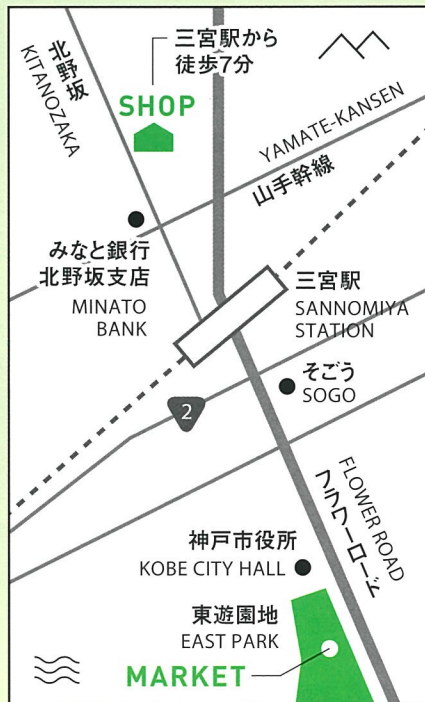 三宮駅から
徒歩7分
北野坂
KITANOZAKA
SHOP
YAMATE-KANSEN
山手幹線
みなと銀行
北野坂支店
MINATO
BANK
三宮駅
SANNOMIYA
STATION
そごう
SOGO
2
FLOWER ROAD
フラワーロード
神戸市役所
KOBE CITY HALL
東遊園地
EAST PARK
MARKET